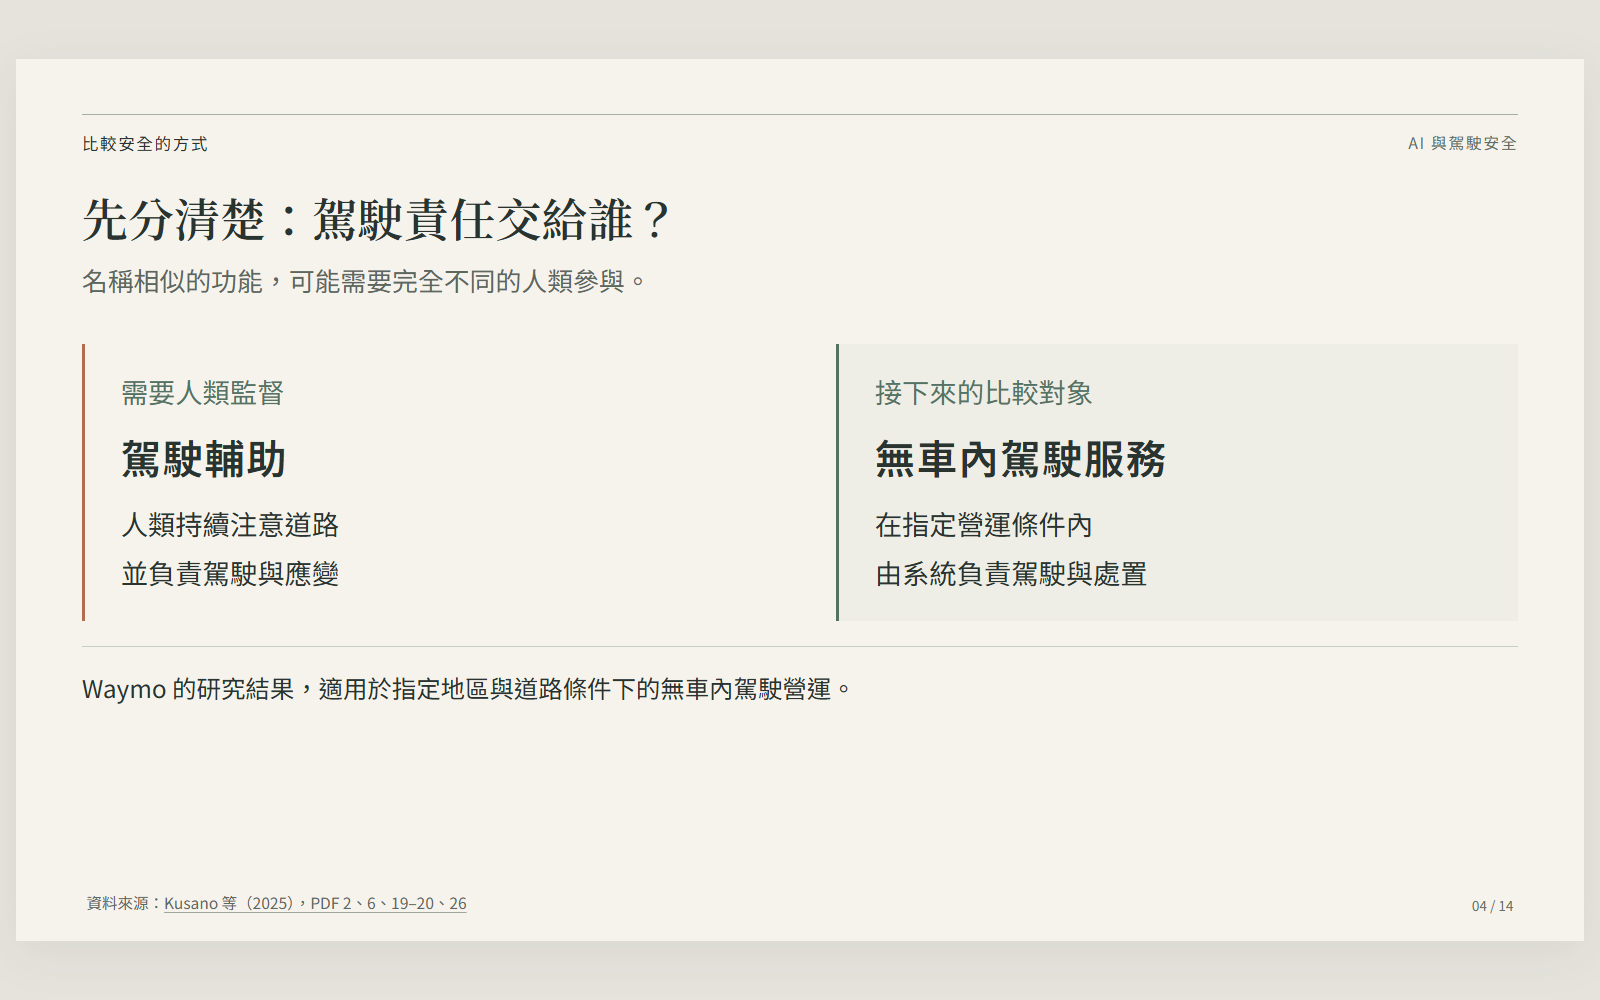 比較安全的方式
AI 與駕駛安全
先分清楚：駕駛責任交給誰？
名稱相似的功能，可能需要完全不同的人類參與。
需要人類監督
駕駛輔助
人類持續注意道路
並負責駕駛與應變
接下來的比較對象
無車內駕駛服務
在指定營運條件內
由系統負責駕駛與處置
Waymo 的研究結果，適用於指定地區與道路條件下的無車內駕駛營運。
資料來源：Kusano 等（2025），PDF 2、6、19–20、26
04 / 14